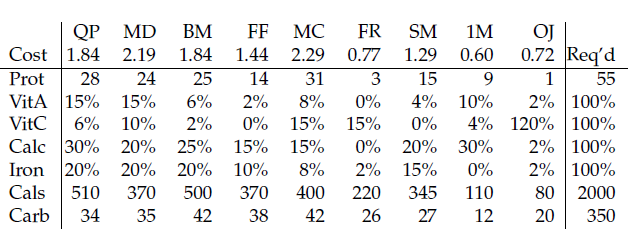 QP MD BM FF MC FR SM 1M OJ
Cost 1.84 2.19 1.84 1.44 2.29 0.77 1.29 0.60 0.72 Req'd
Prot 28 24 25 14 31 3 15 9 1 55
VitA 15% 15% 6% 2% 8% 0% 4% 10% 2% 100%
VitC 6% 10% 2% 0% 15% 15% 0% 4% 120% 100%
Calc 30% 20% 25% 15% 15% 0% 20% 30% 2% 100%
Iron 20% 20% 20% 10% 8% 2% 15% 0% 2% 100%
Cals 510 370 500 370 400 220 345 110 80 2000
Carb 34 35 42 38 42 26 27 12 20 350